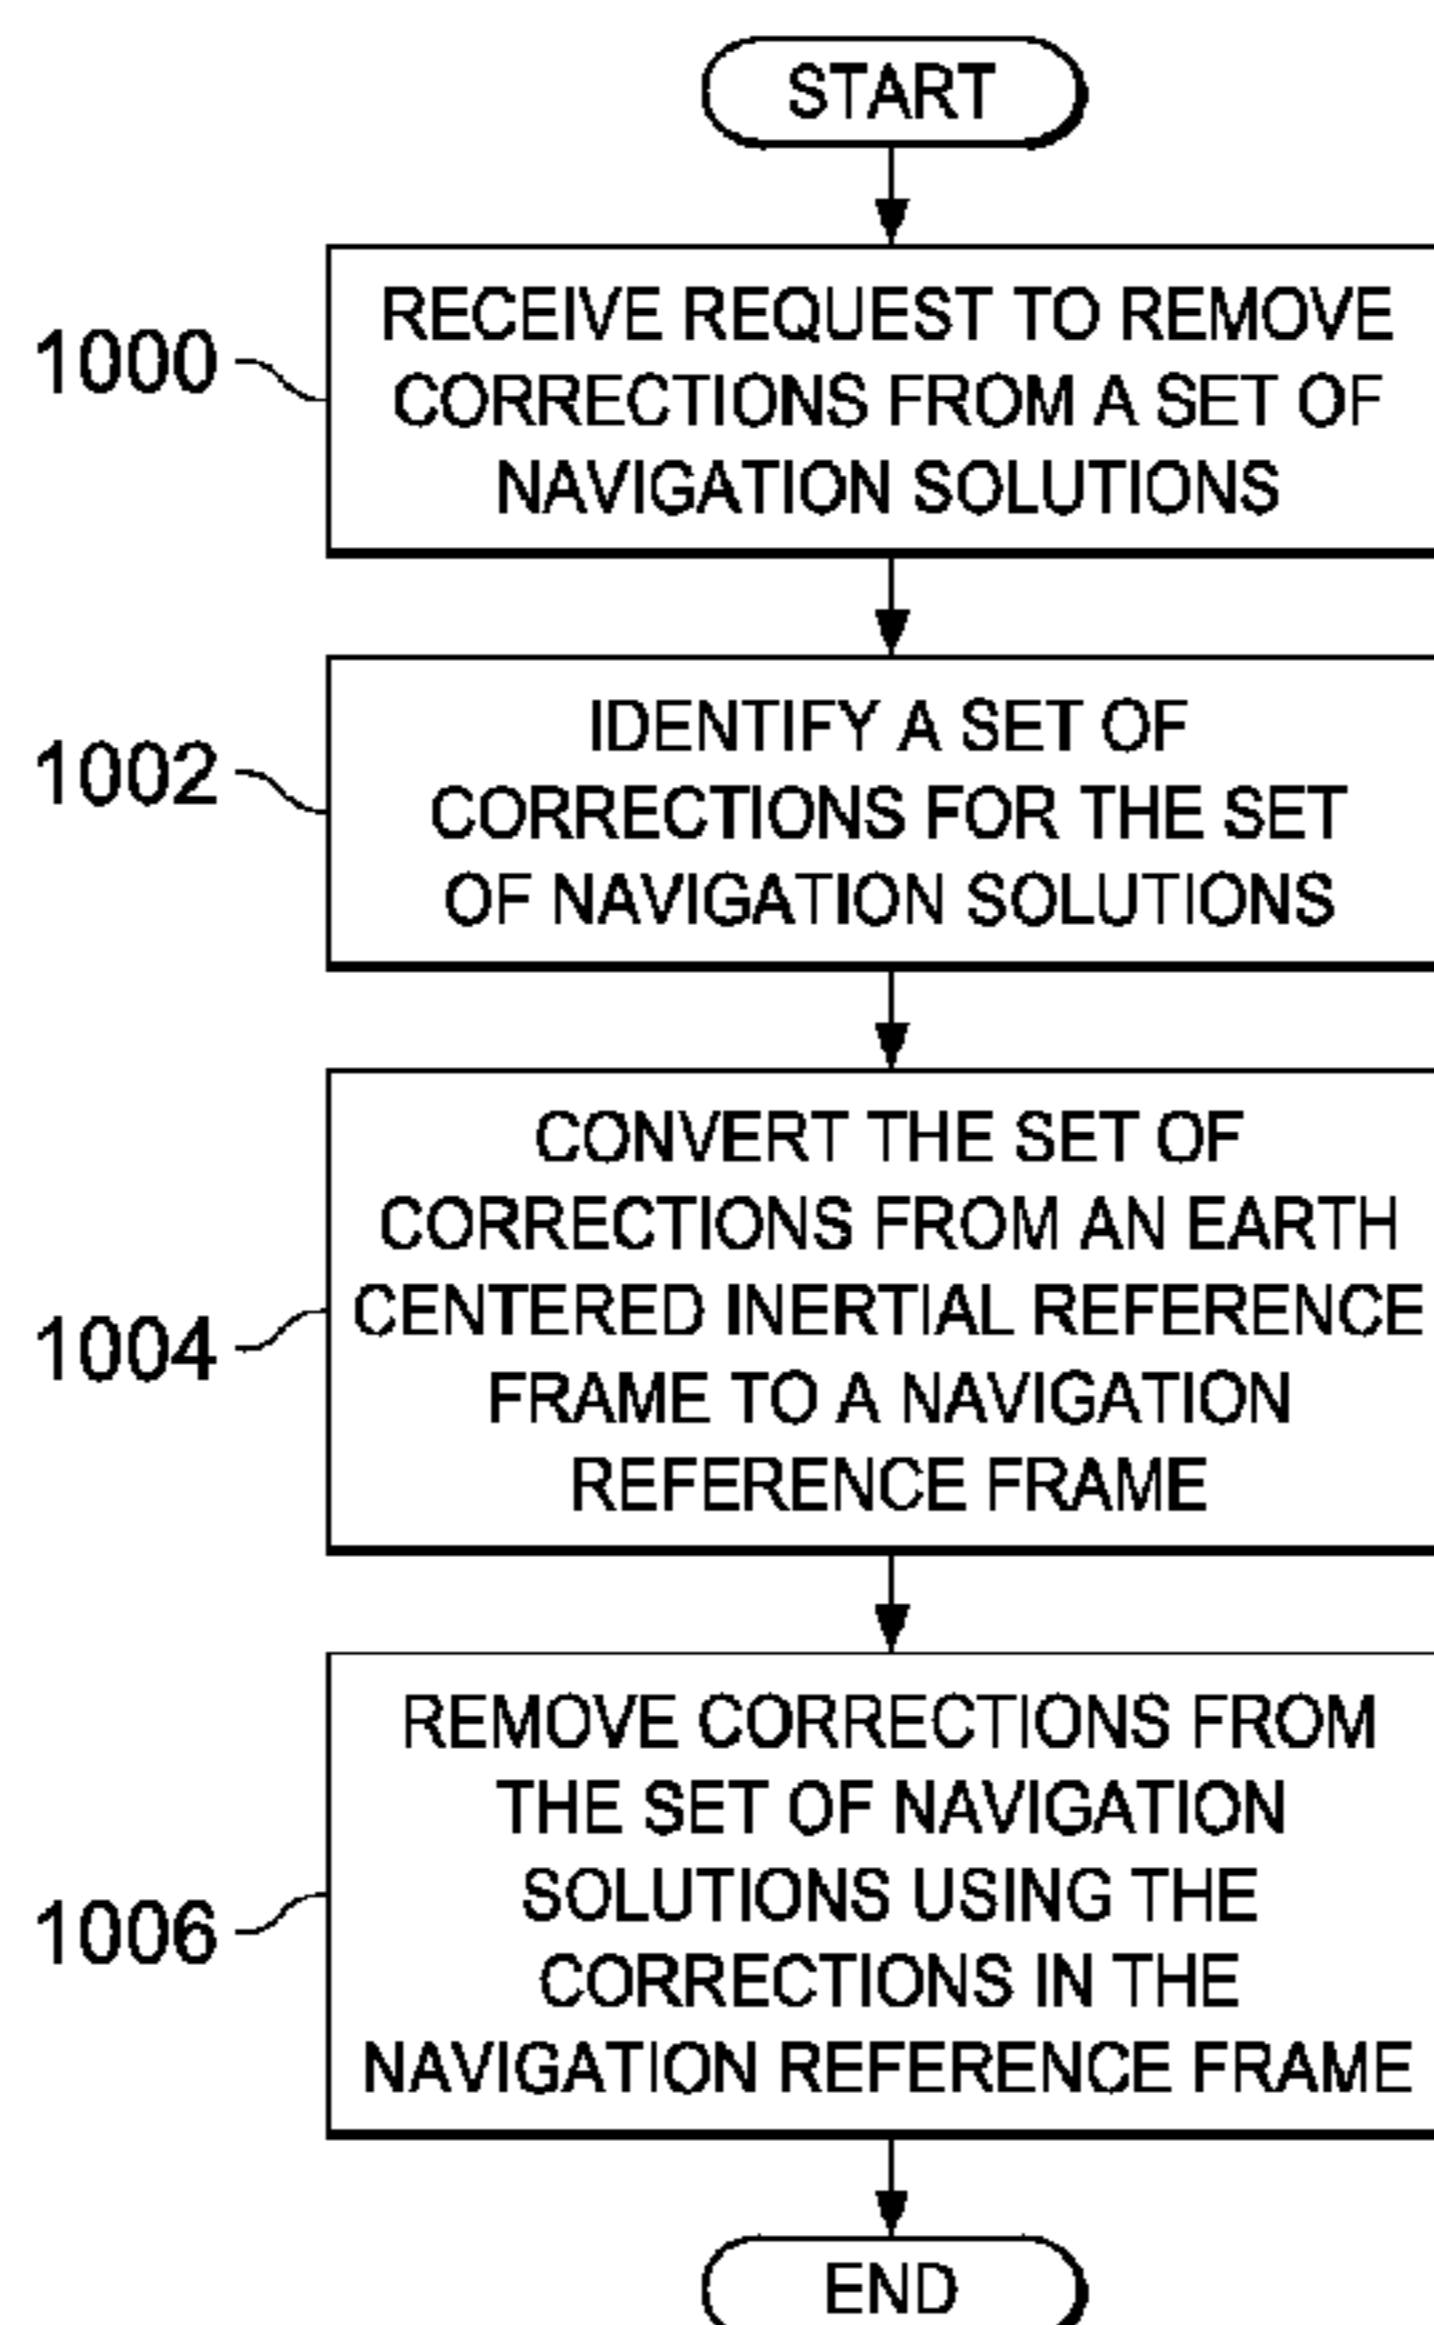 START
1000
RECEIVE REQUEST TO REMOVE
CORRECTIONS FROM A SET OF
NAVIGATION SOLUTIONS
1002
IDENTIFY A SET OF
CORRECTIONS FOR THE SET
OF NAVIGATION SOLUTIONS
1004
CONVERT THE SET OF
CORRECTIONS FROM AN EARTH
CENTERED INERTIAL REFERENCE
FRAME TO A NAVIGATION
REFERENCE FRAME
1006
REMOVE CORRECTIONS FROM
THE SET OF NAVIGATION
SOLUTIONS USING THE
CORRECTIONS IN THE
NAVIGATION REFERENCE FRAME
END